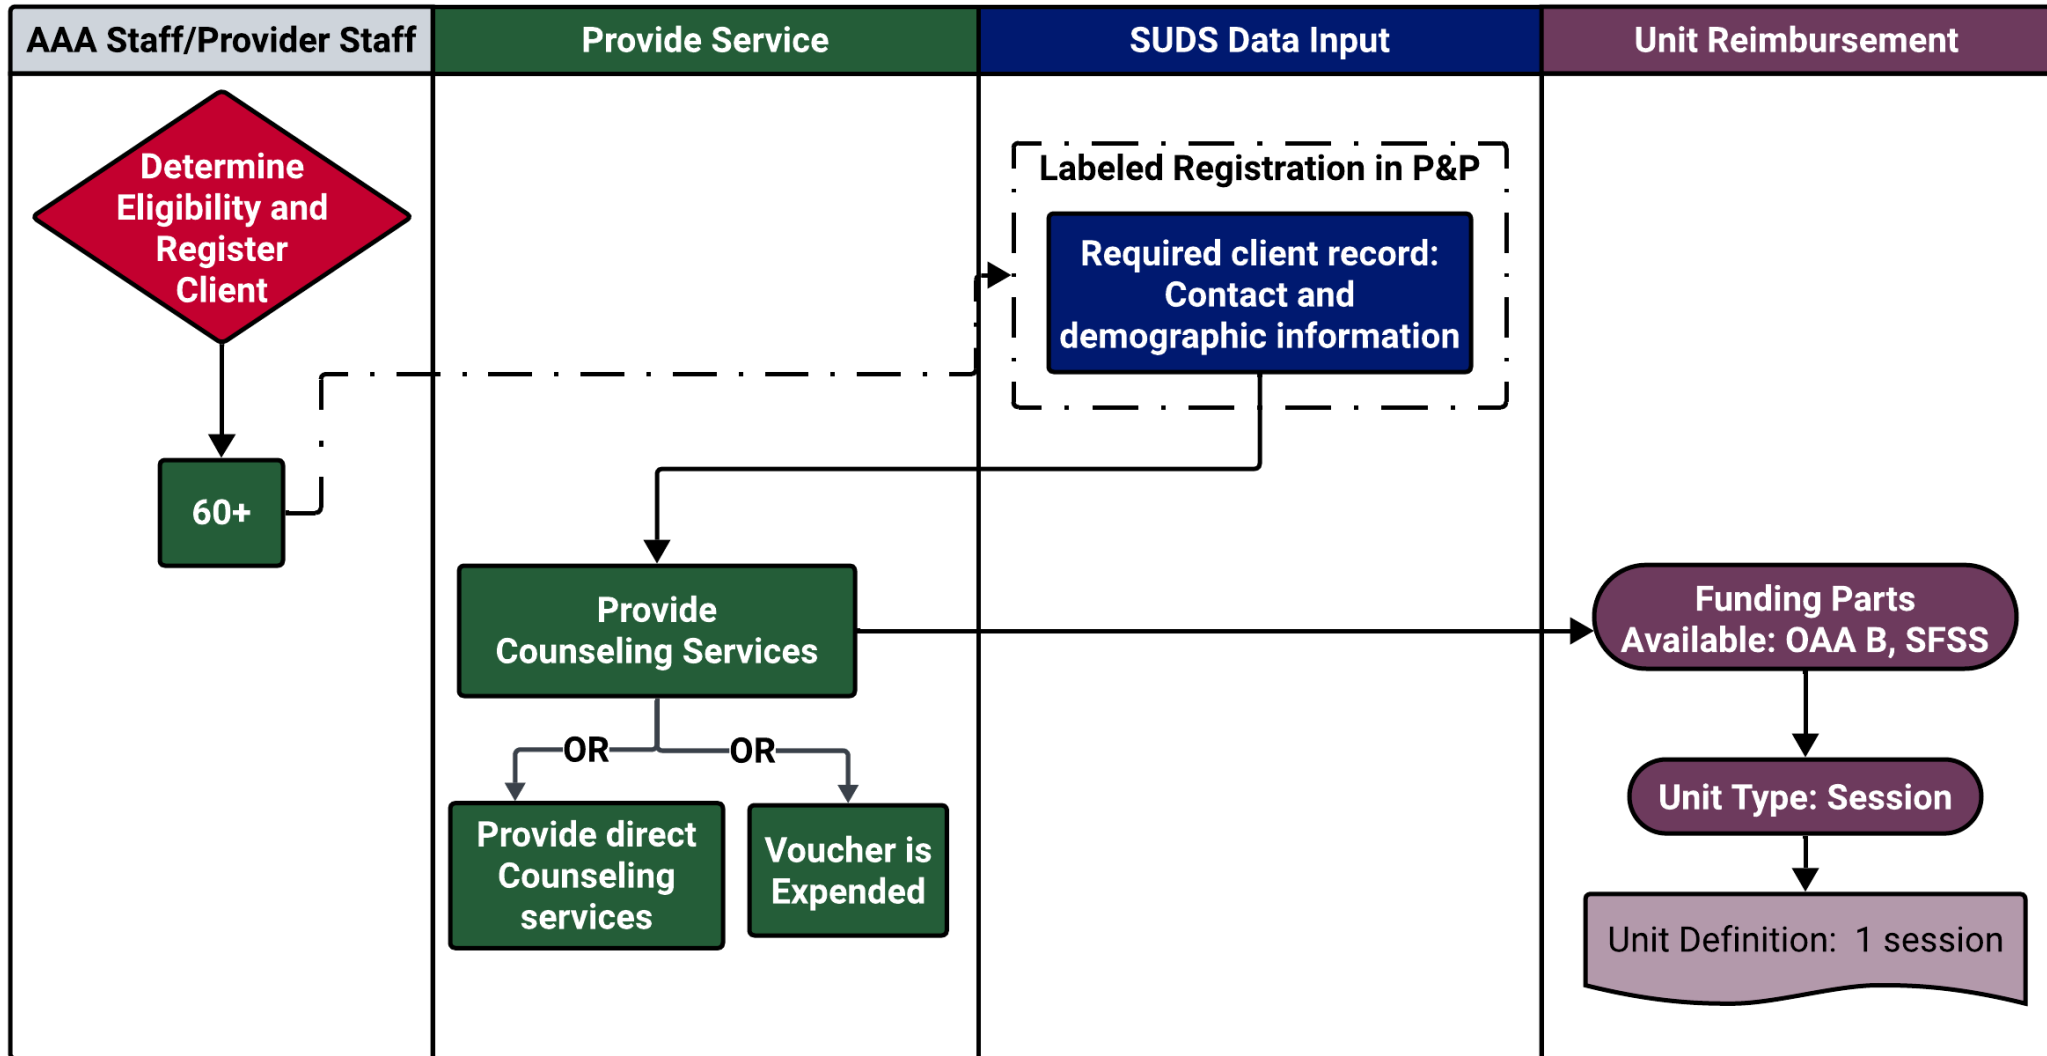 AAA Staff/Provider Staff
Provide Service
SUDS Data Input
Unit Reimbursement
Determine
Eligibility and
Register
Client
60+
Labeled Registration in P&P
Required client record:
Contact and
demographic information
Provide
Counseling Services
OR
OR
Provide direct
Counseling
services
Voucher is
Expended
Funding Parts
Available: OAA B, SFSS
Unit Type: Session
Unit Definition:  1 session